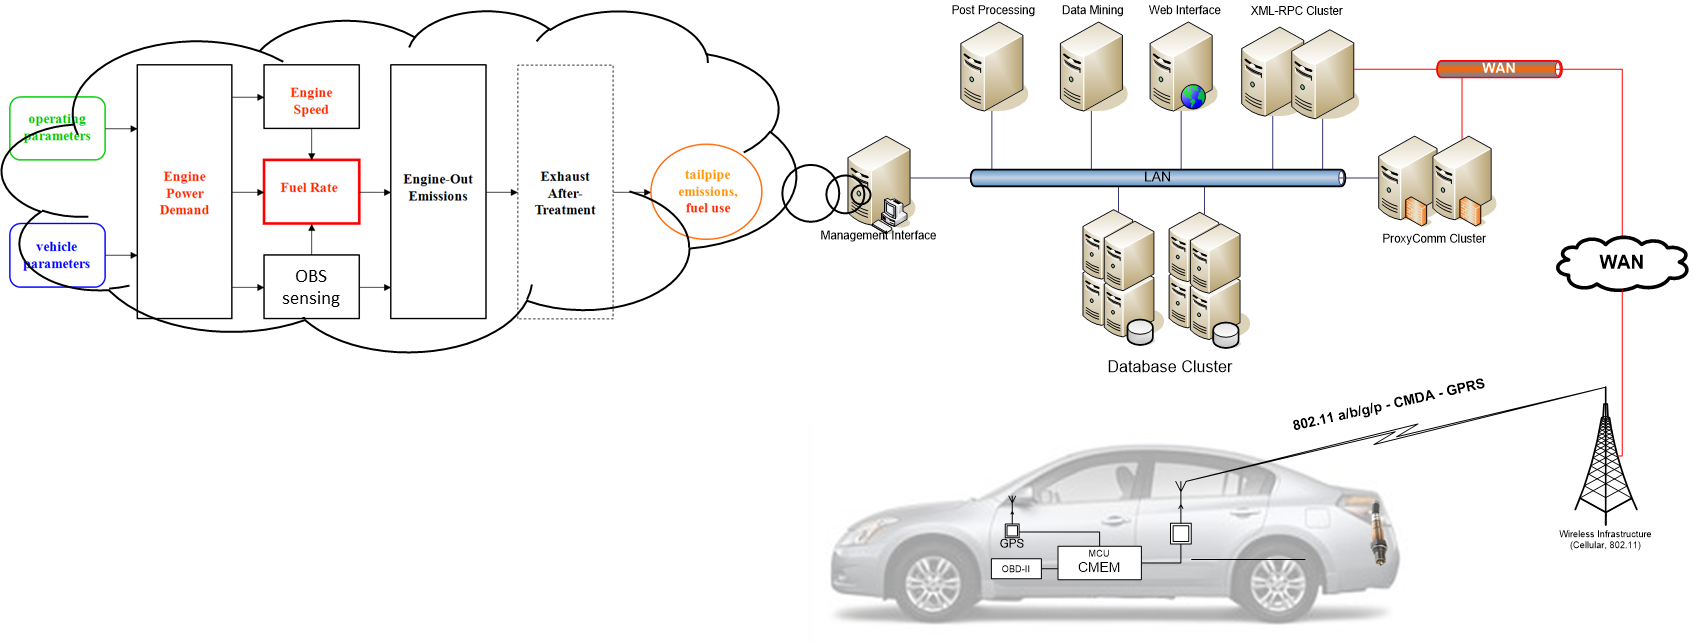 Post Processing
Data Mining
Web Interface
XML-RPC Cluster
WAN
operating
parameters
Engine
Speed
Engine
Power
Demand
Fuel Rate
Engine-Out
Emissions
Exhaust
After-
Treatment
tailpipe
emissions,
fuel use
vehicle
parameters
OBS
sensing
Management Interface
LAN
ProxyComm Cluster
WAN
Database Cluster
802.11 a/b/g/p - CMDA - GPRS
GPS
OBD-II
MCU
CMEM
Wireless Infrastructure
(Cellular, 802.11)